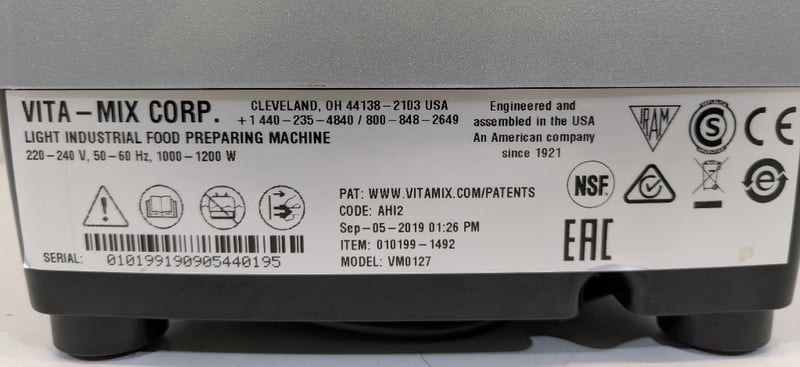 VITA-MIX CORP.
CLEVELAND, OH 44138-2103 USA
+1 440-235-4840 / 800-848-2649
LIGHT INDUSTRIAL FOOD PREPARING MACHINE
220-240 V, 50-60 Hz, 1000-1200 W
Engineered and
assembled in the USA
An American company
since 1921
IRAM
S
CE
NSF
e
EAC
PAT: WWW.VITAMIX.COM/PATENTS
CODE: AHI2
Sep-05-2019 01:26 PM
ITEM: 010199-1492
MODEL: VM0127
SERIAL: 010199190905440195